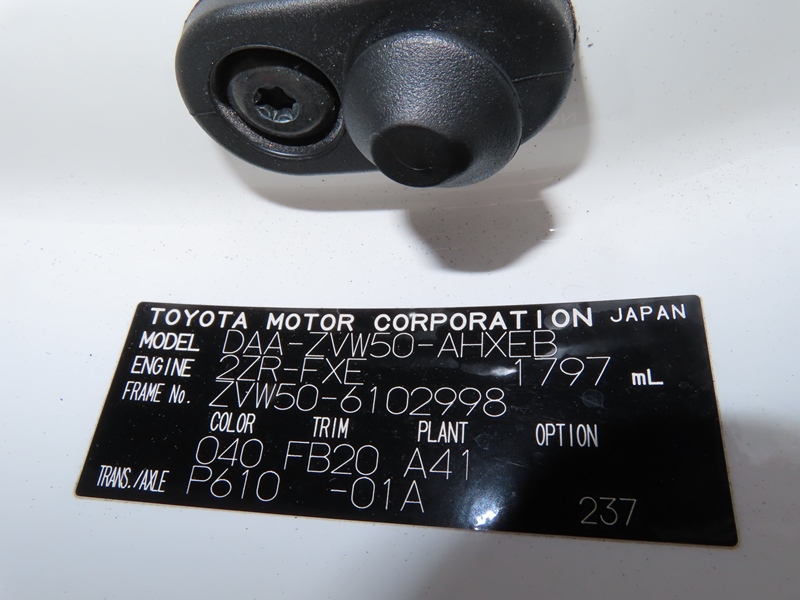 TOYOTA MOTOR CORPORATION JAPAN
MODEL DAA-ZVW50-AHXEB
ENGINE 2ZR-FXE 1797 mL
FRAME No. ZVW50-6102998
COLOR TRIM PLANT OPTION
040 FB20 A41
TRANS./AXLE P610 -01A
237